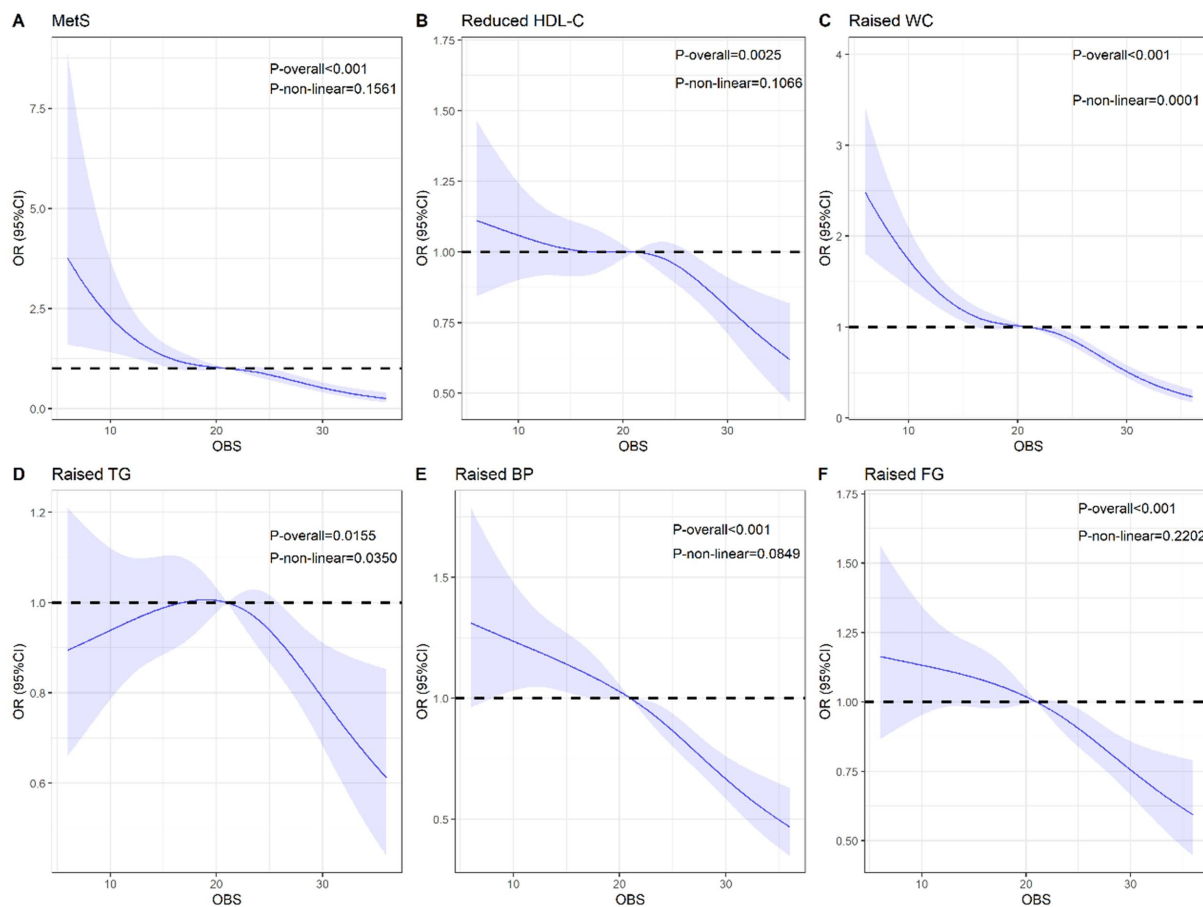 A MetS
P-overall<0.001
P-non-linear=0.1561
OR (95%CI)
7.5
5.0
2.5
0.0
10 20 30
OBS
B Reduced HDL-C
P-overall=0.0025
P-non-linear=0.1066
OR (95%CI)
1.75
1.50
1.25
1.00
0.75
0.50
10 20 30
OBS
C Raised WC
P-overall<0.001
P-non-linear=0.0001
OR (95%CI)
4
3
2
1
0
10 20 30
OBS
D Raised TG
P-overall=0.0155
P-non-linear=0.0350
OR (95%CI)
1.2
1.0
0.8
0.6
10 20 30
OBS
E Raised BP
P-overall<0.001
P-non-linear=0.0849
OR (95%CI)
1.5
1.0
0.5
10 20 30
OBS
F Raised FG
P-overall<0.001
P-non-linear=0.2202
OR (95%CI)
1.75
1.50
1.25
1.00
0.75
0.50
10 20 30
OBS